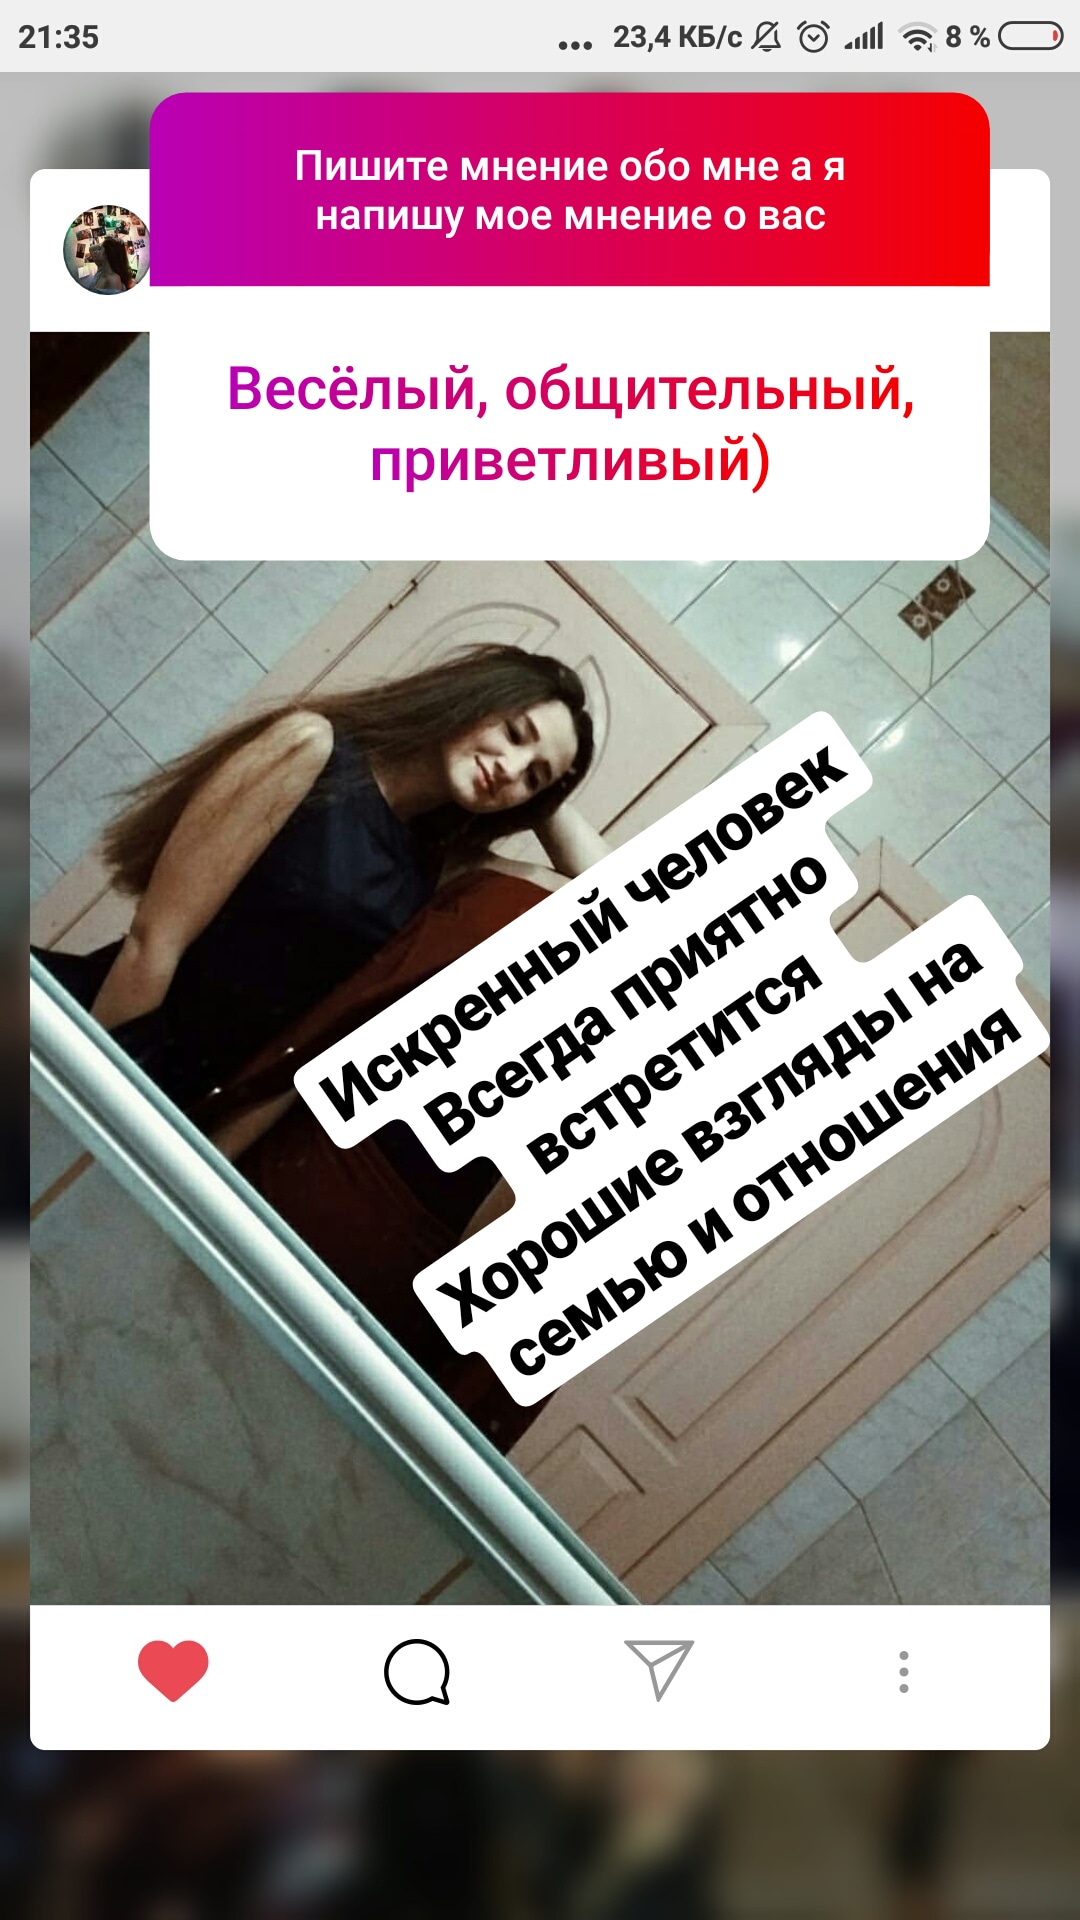 21:35
... 23,4 КБ/с 8 %
Пишите мнение обо мне а я
напишу мое мнение о вас
Весёлый, общительный,
приветливый)
Искренный человек
Всегда приятно
встретится
Хорошие взгляды на
семью и отношения